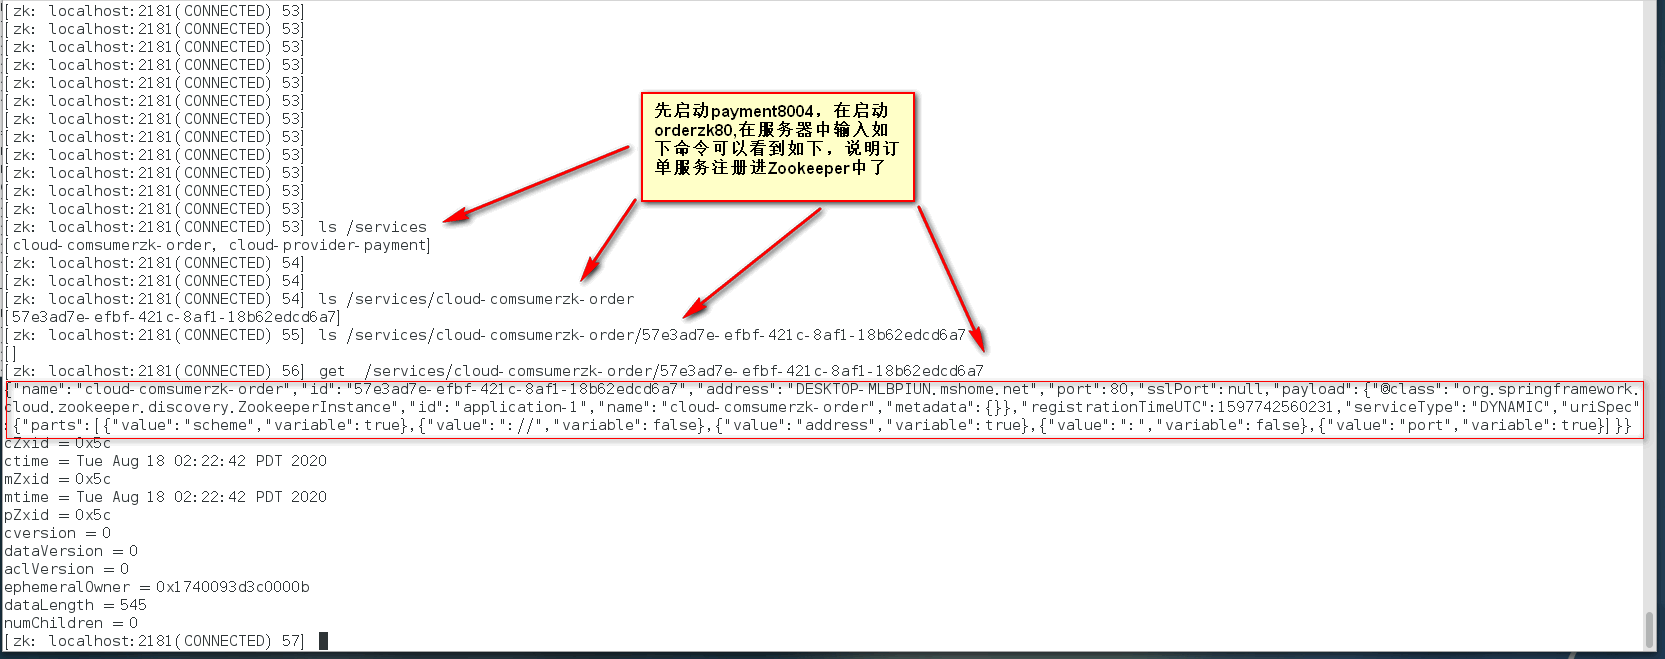 [zk: localhost:2181(CONNECTED) 53]
[zk: localhost:2181(CONNECTED) 53]
[zk: localhost:2181(CONNECTED) 53]
[zk: localhost:2181(CONNECTED) 53]
[zk: localhost:2181(CONNECTED) 53]
[zk: localhost:2181(CONNECTED) 53]
[zk: localhost:2181(CONNECTED) 53]
[zk: localhost:2181(CONNECTED) 53]
[zk: localhost:2181(CONNECTED) 53]
[zk: localhost:2181(CONNECTED) 53]
[zk: localhost:2181(CONNECTED) 53]
[zk: localhost:2181(CONNECTED) 53]
先启动payment8004，在启动
orderzk80,在服务器中输入如
下命令可以看到如下，说明订
单服务注册进Zookeeper中了
[zk: localhost:2181(CONNECTED) 53] ls /services
[cloud-comsumerzk-order, cloud-provider-payment]
[zk: localhost:2181(CONNECTED) 54]
[zk: localhost:2181(CONNECTED) 54]
[zk: localhost:2181(CONNECTED) 54] ls /services/cloud-comsumerzk-order
[57e3ad7e-efbf-421c-8af1-18b62edcd6a7]
[zk: localhost:2181(CONNECTED) 55] ls /services/cloud-comsumerzk-order/57e3ad7e-efbf-421c-8af1-18b62edcd6a7
[]
[zk: localhost:2181(CONNECTED) 56] get  /services/cloud-comsumerzk-order/57e3ad7e-efbf-421c-8af1-18b62edcd6a7
{"name":"cloud-comsumerzk-order","id":"57e3ad7e-efbf-421c-8af1-18b62edcd6a7","address":"DESKTOP-MLBPIUN.mshome.net","port":80,"sslPort":null,"payload":{"@class":"org.springframework.
cloud.zookeeper.discovery.ZookeeperInstance","id":"application-1","name":"cloud-comsumerzk-order","metadata":{}},"registrationTimeUTC":1597742560231,"serviceType":"DYNAMIC","uriSpec"
:{"parts":[{"value":"scheme","variable":true},{"value":"://","variable":false},{"value":"address","variable":true},{"value":":","variable":false},{"value":"port","variable":true}]}}
cZxid = 0x5c
ctime = Tue Aug 18 02:22:42 PDT 2020
mZxid = 0x5c
mtime = Tue Aug 18 02:22:42 PDT 2020
pZxid = 0x5c
cversion = 0
dataVersion = 0
aclVersion = 0
ephemeralOwner = 0x1740093d3c0000b
dataLength = 545
numChildren = 0
[zk: localhost:2181(CONNECTED) 57]